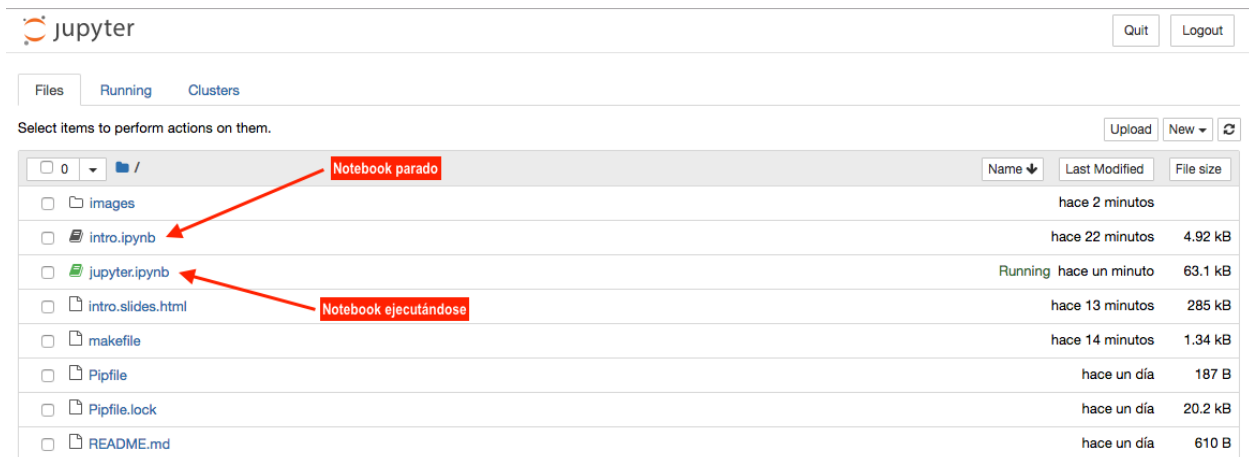 jupyter Quit Logout
Files Running Clusters
Select items to perform actions on them. Upload New
0 / Notebook parado Name Last Modified File size
images hace 2 minutos
intro.ipynb hace 22 minutos 4.92 kB
jupyter.ipynb Running hace un minuto 63.1 kB
intro.slides.html Notebook ejecutándose hace 13 minutos 285 kB
makefile hace 14 minutos 1.34 kB
Pipfile hace un día 187 B
Pipfile.lock hace un día 20.2 kB
README.md hace un día 610 B